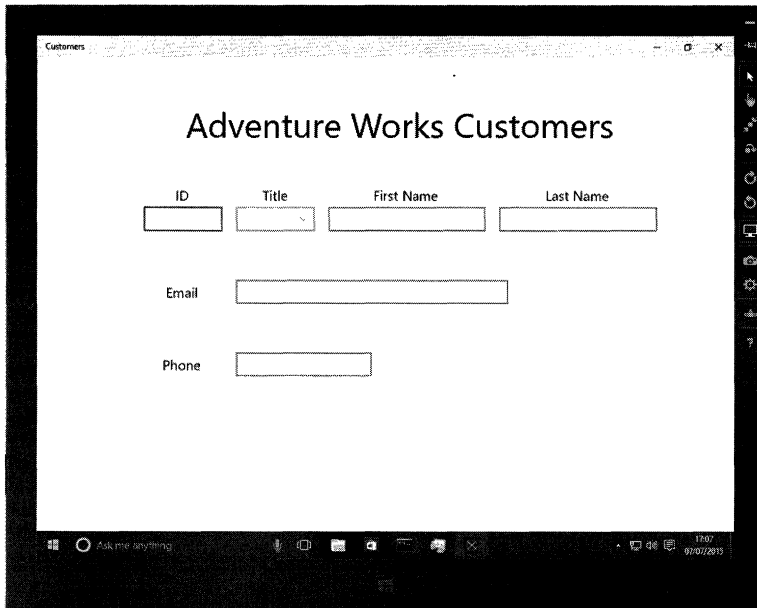 Customers
Adventure Works Customers
ID Title First Name Last Name
Email
Phone
Ask me anything
17:07
07/07/2015
?